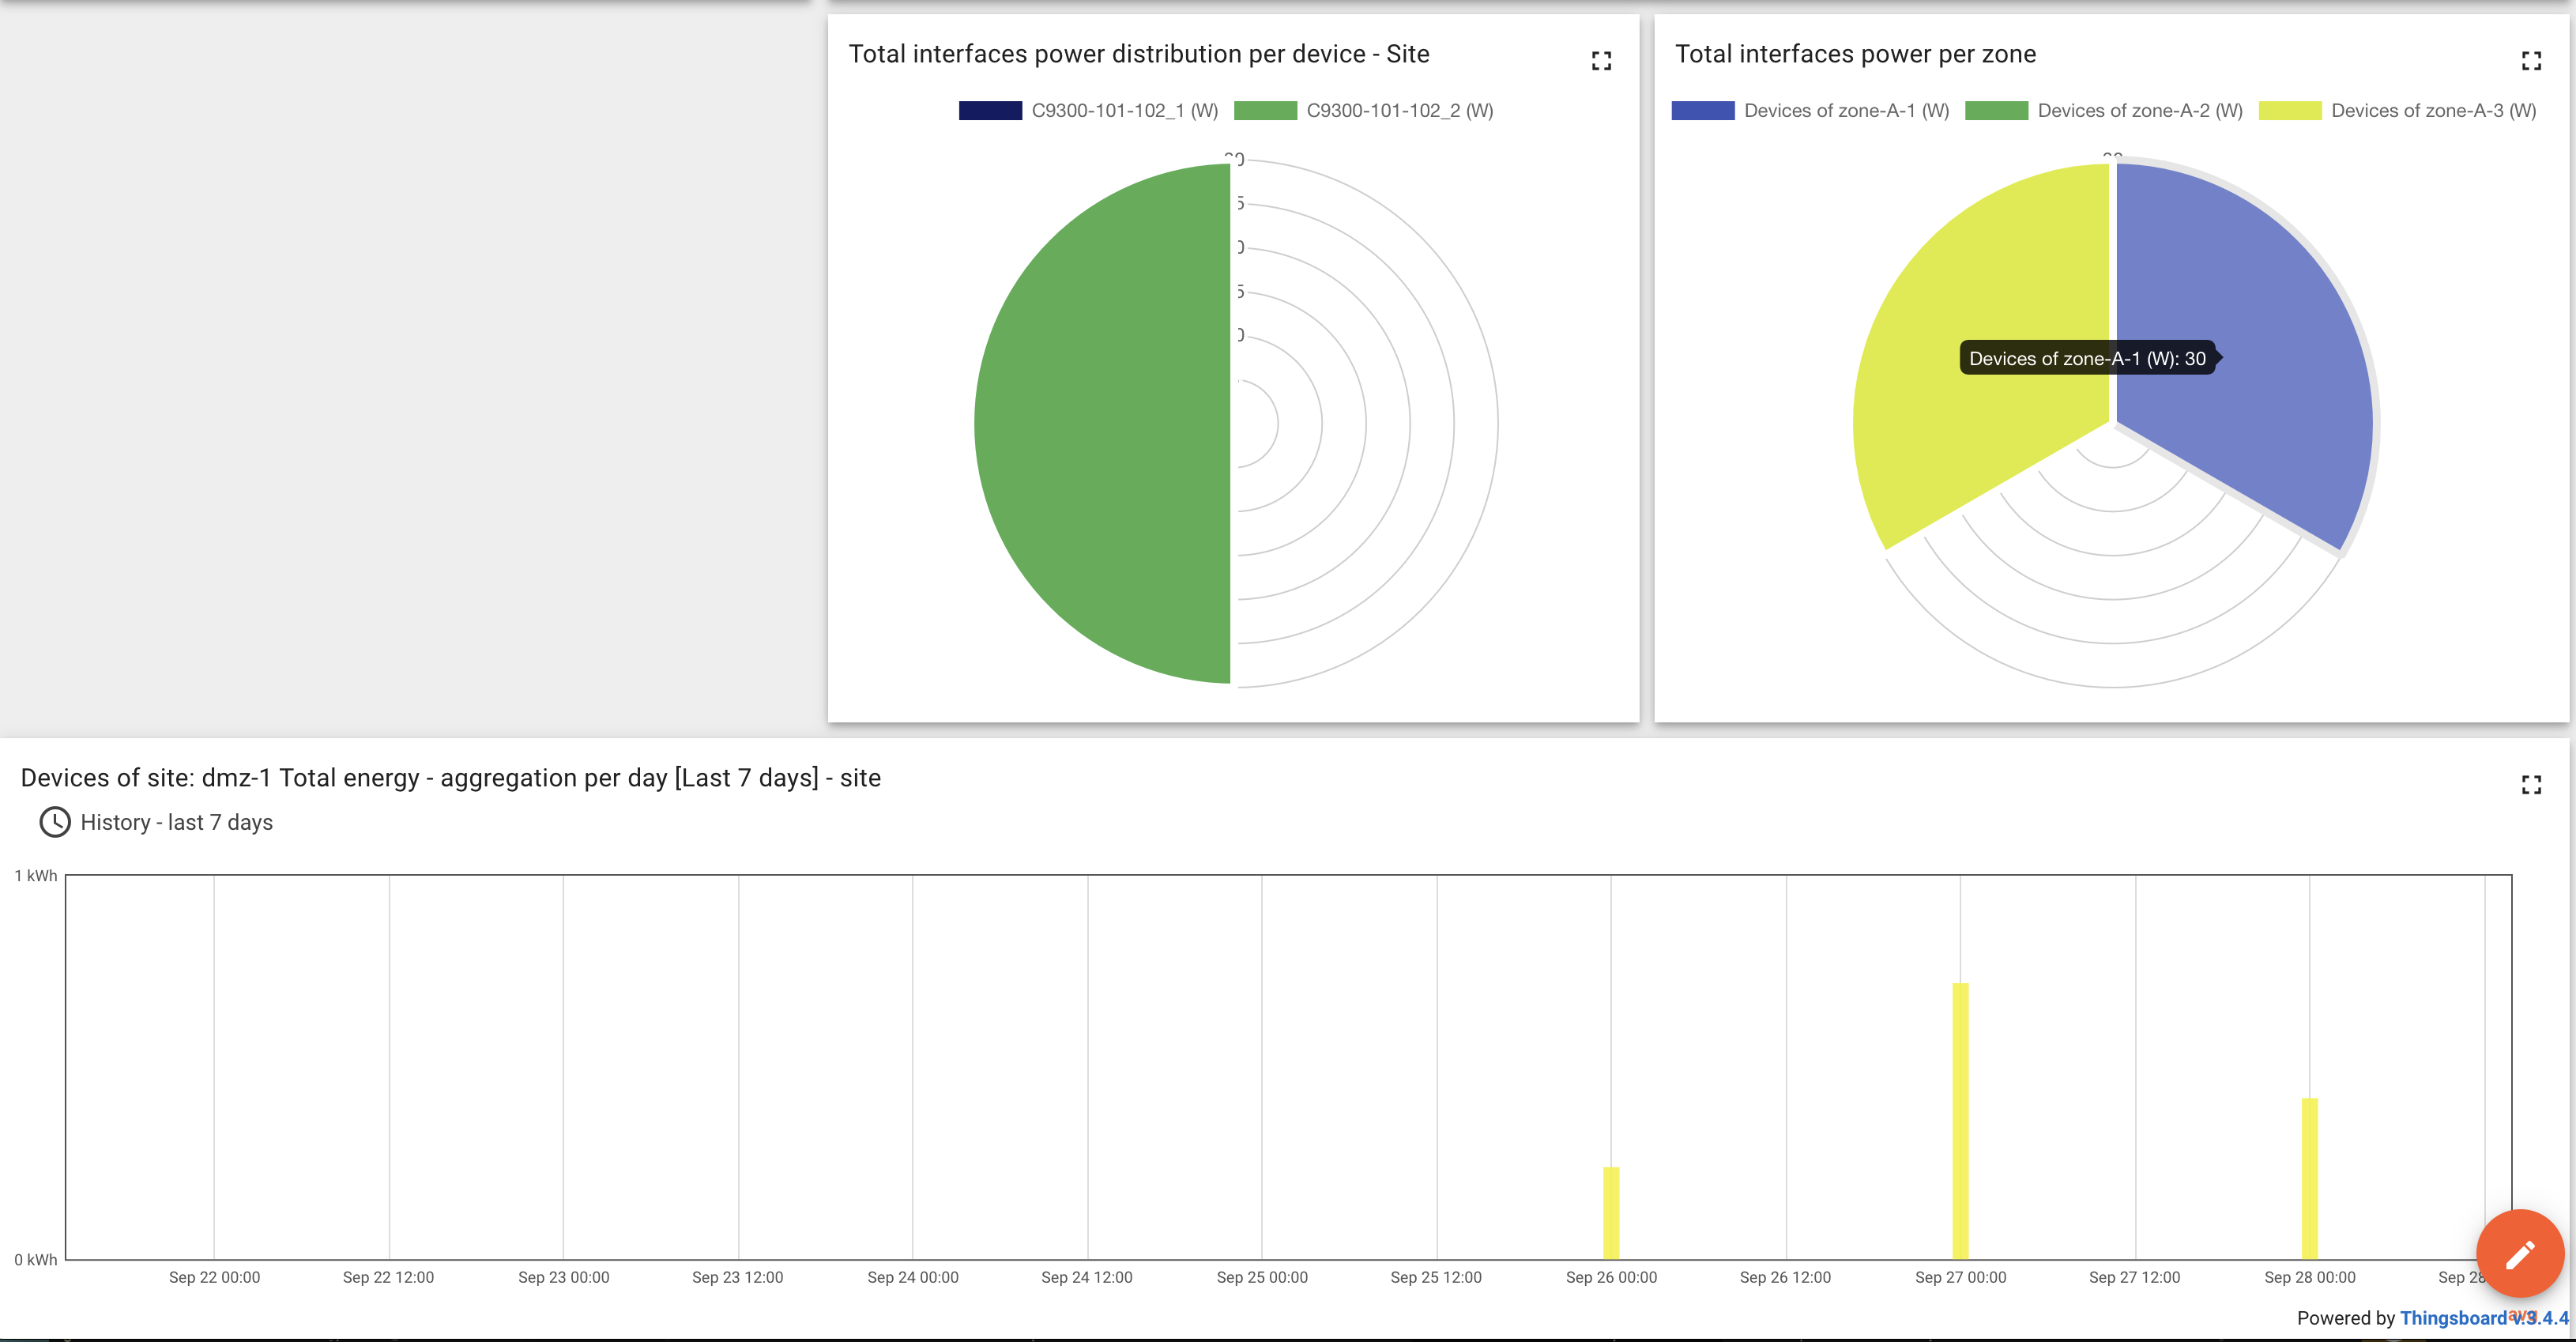 Total interfaces power distribution per device - Site
C9300-101-102_1 (W) C9300-101-102_2 (W)
Total interfaces power per zone
Devices of zone-A-1 (W) Devices of zone-A-2 (W) Devices of zone-A-3 (W)
Devices of zone-A-1 (W): 30
Devices of site: dmz-1 Total energy - aggregation per day [Last 7 days] - site
History - last 7 days
1 kWh
0 kWh
Sep 22 00:00 Sep 22 12:00 Sep 23 00:00 Sep 23 12:00 Sep 24 00:00 Sep 24 12:00 Sep 25 00:00 Sep 25 12:00 Sep 26 00:00 Sep 26 12:00 Sep 27 00:00 Sep 27 12:00 Sep 28 00:00 Sep 28
Powered by Thingsboard v.3.4.4